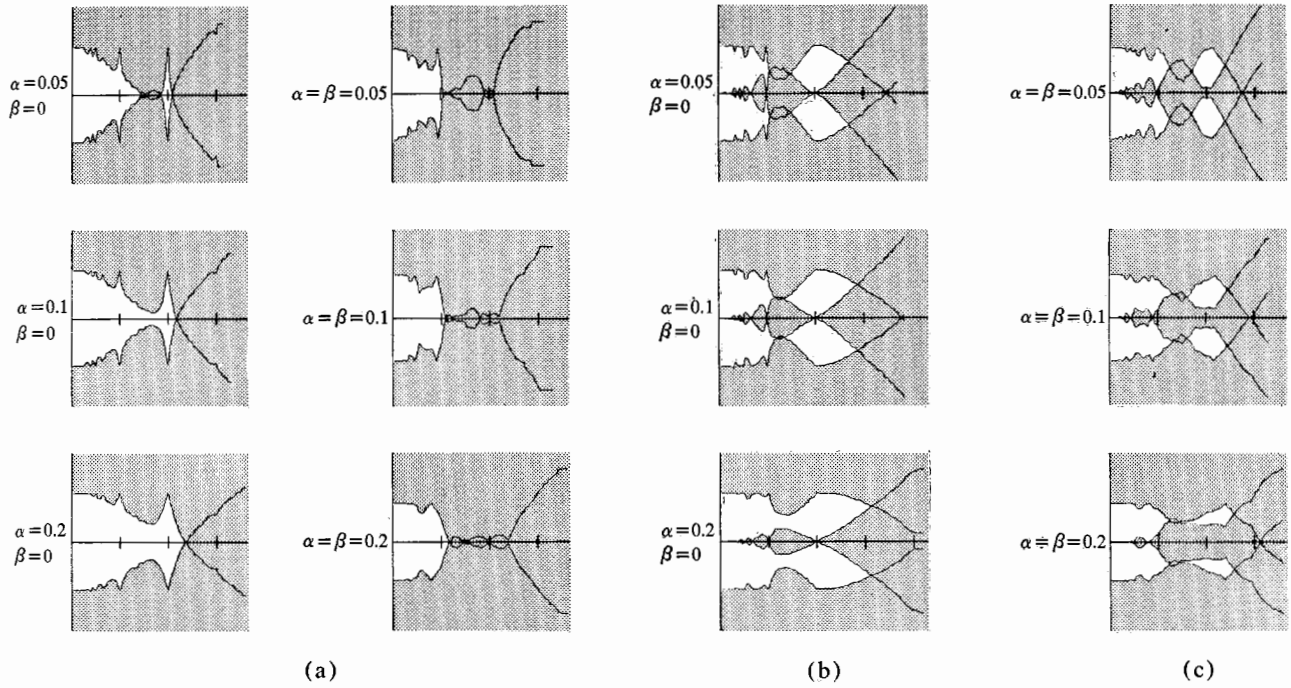 α=0.05
β=0
α=β=0.05
α=0.05
β=0
α=β=0.05
α=0.1
β=0
α=β=0.1
α=0.1
β=0
α≑β=0.1
α=0.2
β=0
α=β=0.2
α=0.2
β=0
α≑β=0.2
(a)
(b)
(c)